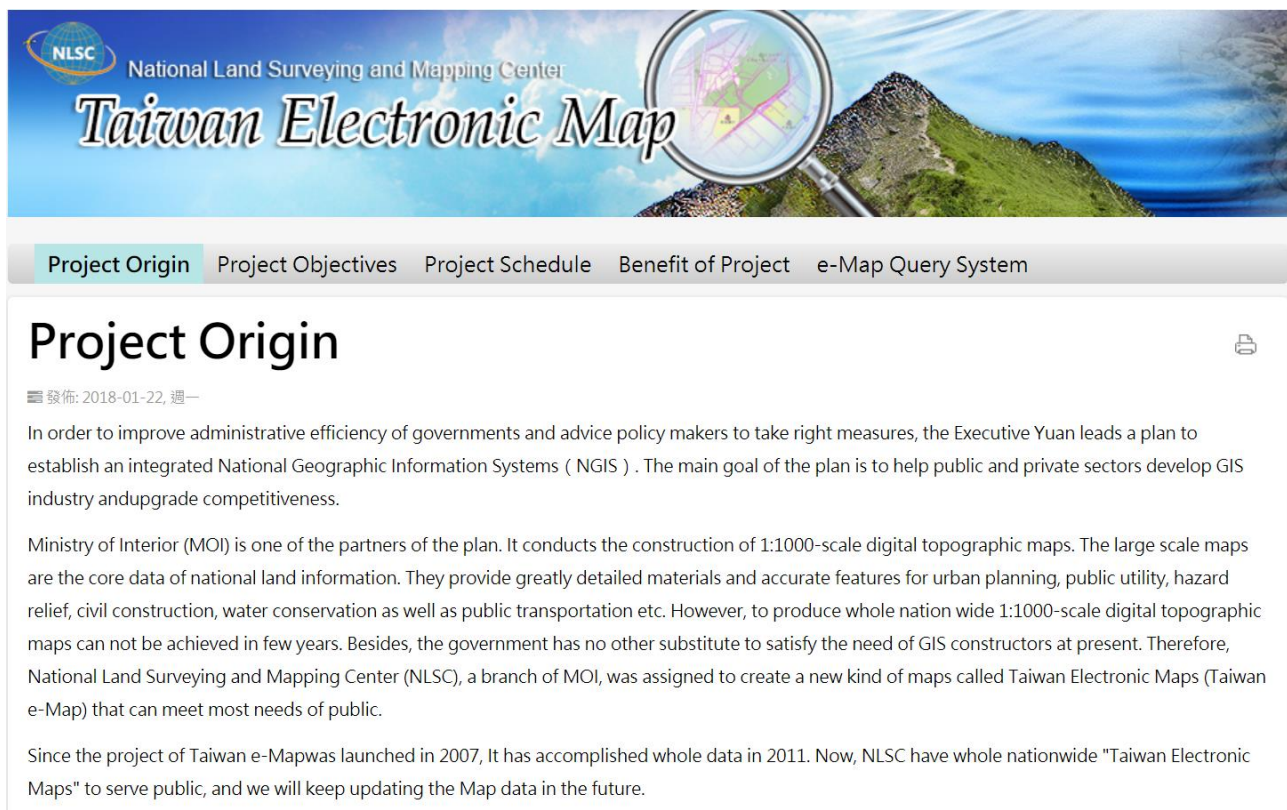 NLSC
National Land Surveying and Mapping Center
Taiwan Electronic Map
Project Origin Project Objectives Project Schedule Benefit of Project e-Map Query System
Project Origin
發佈: 2018-01-22, 週一
In order to improve administrative efficiency of governments and advice policy makers to take right measures, the Executive Yuan leads a plan to
establish an integrated National Geographic Information Systems ( NGIS ) . The main goal of the plan is to help public and private sectors develop GIS
industry andupgrade competitiveness.
Ministry of Interior (MOI) is one of the partners of the plan. It conducts the construction of 1:1000-scale digital topographic maps. The large scale maps
are the core data of national land information. They provide greatly detailed materials and accurate features for urban planning, public utility, hazard
relief, civil construction, water conservation as well as public transportation etc. However, to produce whole nation wide 1:1000-scale digital topographic
maps can not be achieved in few years. Besides, the government has no other substitute to satisfy the need of GIS constructors at present. Therefore,
National Land Surveying and Mapping Center (NLSC), a branch of MOI, was assigned to create a new kind of maps called Taiwan Electronic Maps (Taiwan
e-Map) that can meet most needs of public.
Since the project of Taiwan e-Mapwas launched in 2007, It has accomplished whole data in 2011. Now, NLSC have whole nationwide "Taiwan Electronic
Maps" to serve public, and we will keep updating the Map data in the future.